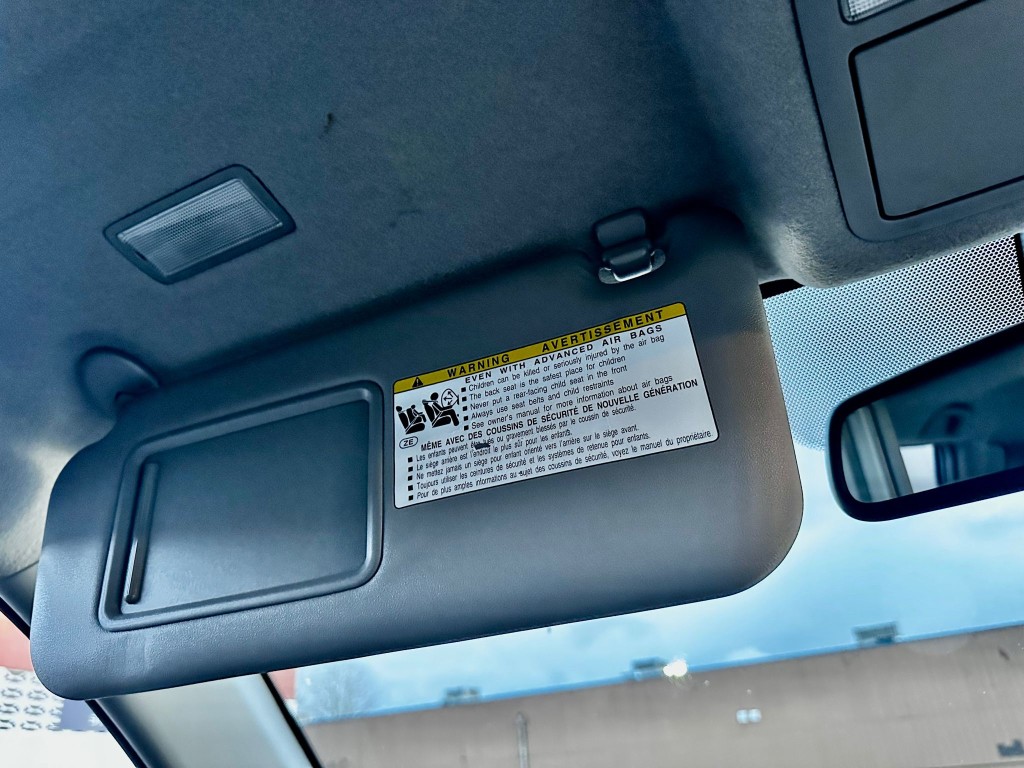 WARNING AVERTISSEMENT
EVEN WITH ADVANCED AIR BAGS
Children can be killed or seriously injured by the air bag
The back seat is the safest place for children
Never put a rear-facing child seat in the front
Always use seat belts and child restraints
See owner's manual for more information about air bags
ZE
MÊME AVEC DES COUSSINS DE SÉCURITÉ DE NOUVELLE GÉNÉRATION
Les enfants peuvent être tués ou gravement blessés par le coussin de sécurité.
Le siège arrière est l'endroit le plus sûr pour les enfants.
Ne mettez jamais un siège pour enfant orienté vers l'arrière sur le siège avant.
Toujours utiliser les ceintures de sécurité et les systèmes de retenue pour enfants.
Pour de plus amples informations au sujet des coussins de sécurité, voyez le manuel du propriétaire.